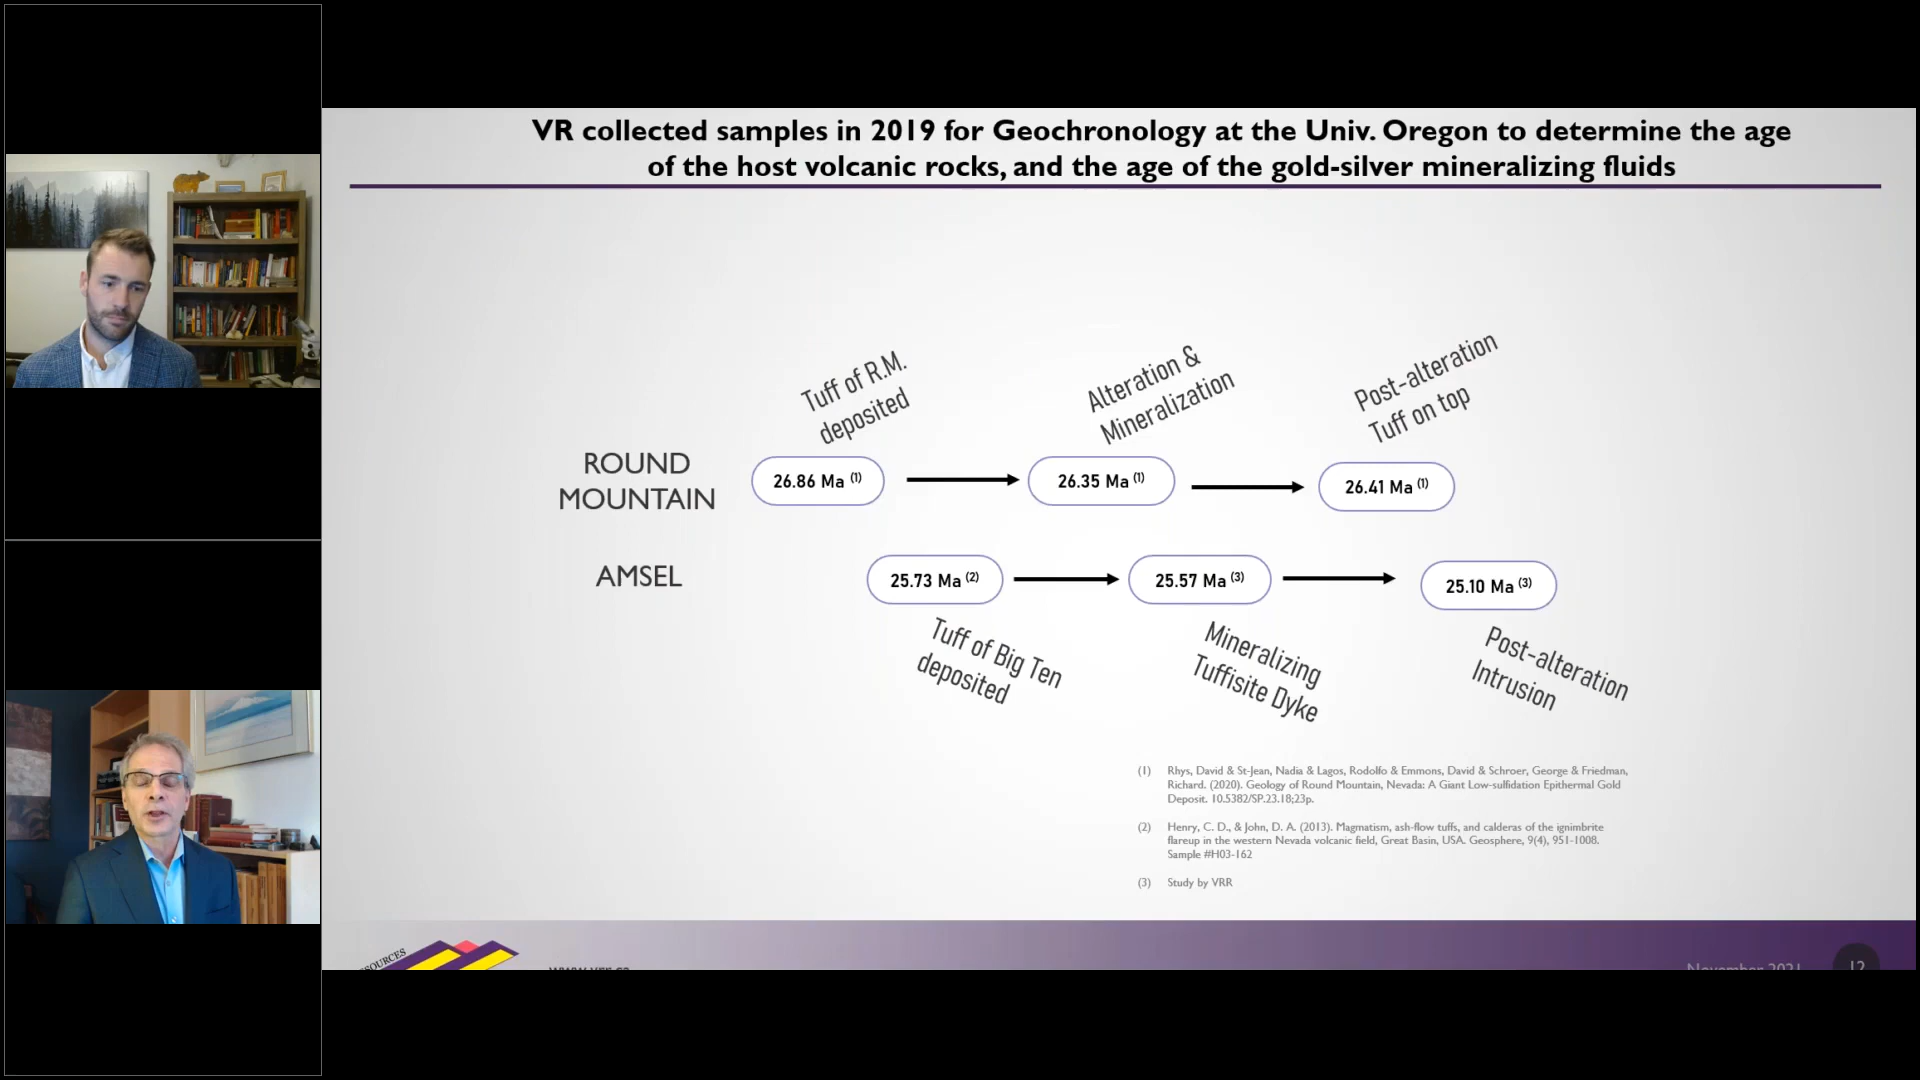 VR collected samples in 2019 for Geochronology at the Univ. Oregon to determine the age
of the host volcanic rocks, and the age of the gold-silver mineralizing fluids
Tuff of R.M.
deposited
Alteration &
Mineralization
Post-alteration
Tuff on top
ROUND
MOUNTAIN
26.86 Ma (1)
26.35 Ma (1)
26.41 Ma (1)
AMSEL
25.73 Ma (2)
25.57 Ma (3)
25.10 Ma (3)
Tuff of Big Ten
deposited
Mineralizing
Tuffisite Dyke
Post-alteration
Intrusion
(1) Rhys, David & St-Jean, Nadia & Lagos, Rodolfo & Emmons, David & Schroer, George & Friedman,
Richard. (2020). Geology of Round Mountain, Nevada: A Giant Low-sulfidation Epithermal Gold
Deposit. 10.5382/SP.23.18;23p.
(2) Henry, C. D., & John, D. A. (2013). Magmatism, ash-flow tuffs, and calderas of the ignimbrite
flareup in the western Nevada volcanic field, Great Basin, USA. Geosphere, 9(4), 951-1008.
Sample #H03-162
(3) Study by VRR
November 2021
12